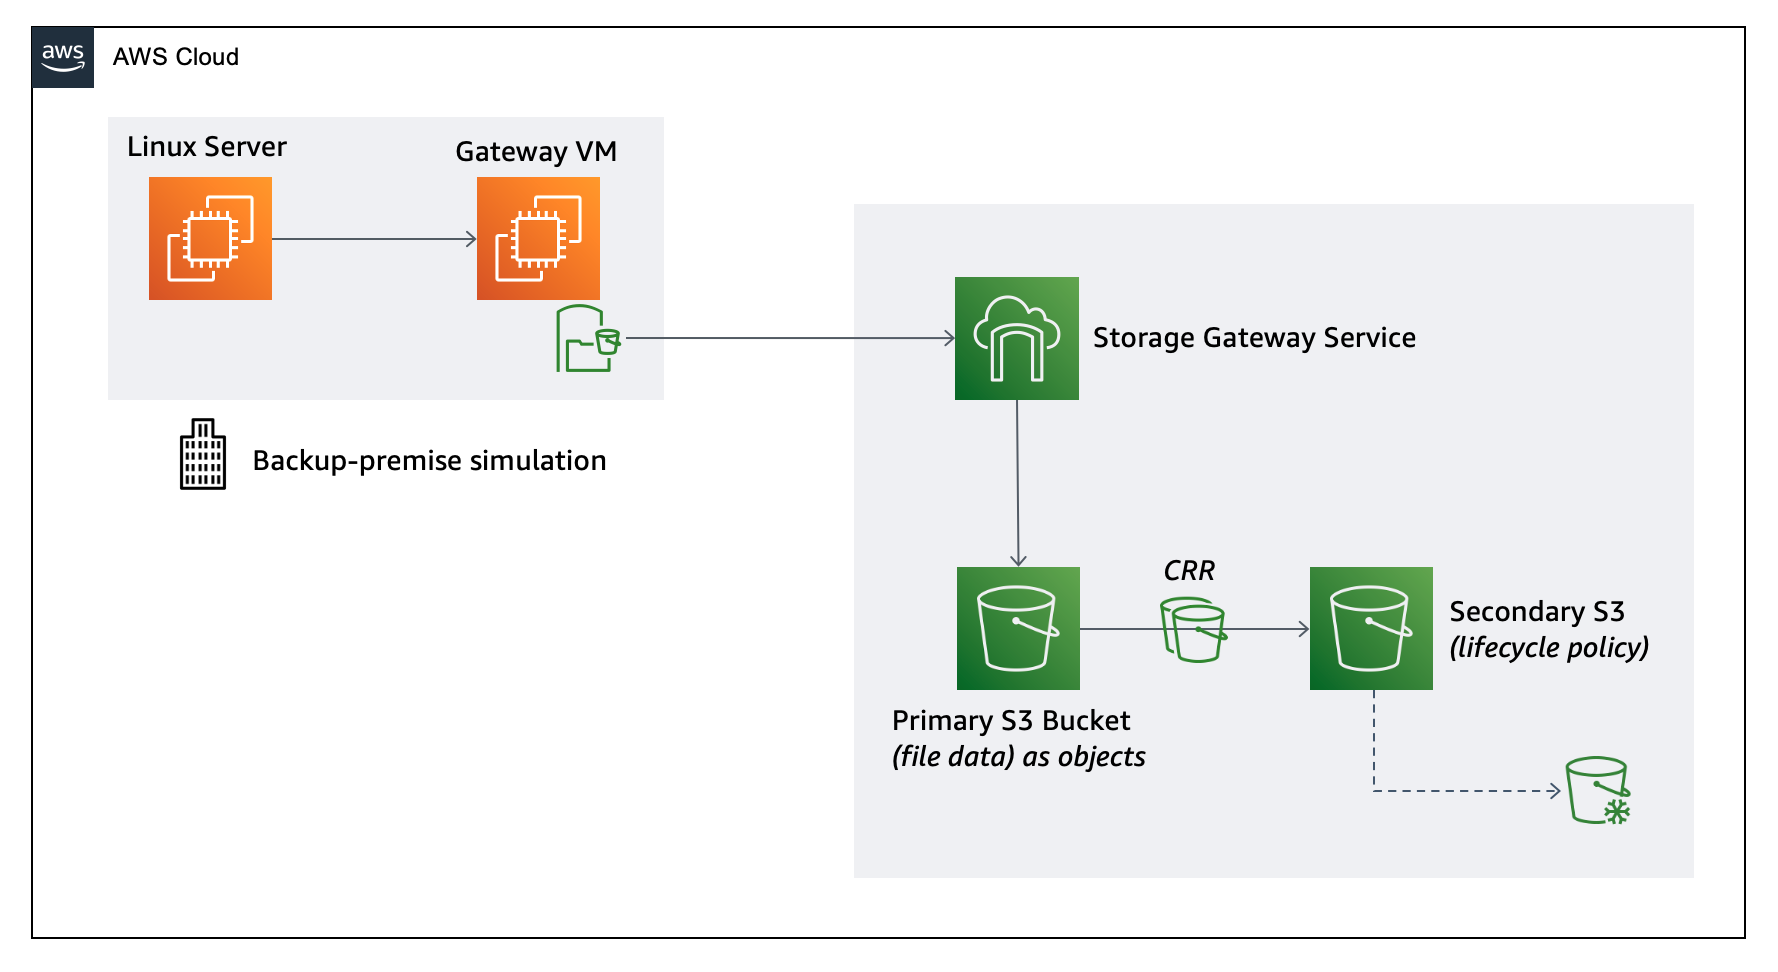 aws
AWS Cloud
Linux Server
Gateway VM
Storage Gateway Service
Backup-premise simulation
CRR
Secondary S3
(lifecycle policy)
Primary S3 Bucket
(file data) as objects